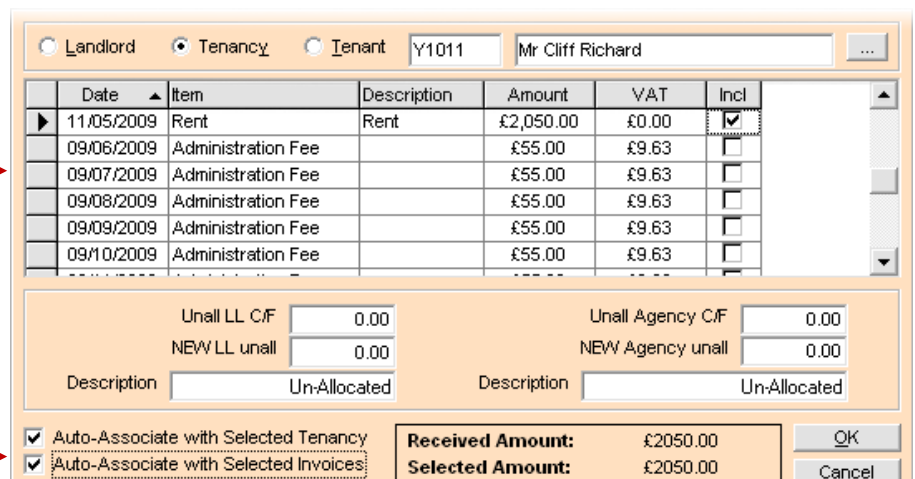 Landlord Tenancy Tenant Y1011 Mr Cliff Richard ...
Date Item Description Amount VAT Incl
11/05/2009 Rent Rent £2,050.00 £0.00
09/06/2009 Administration Fee £55.00 £9.63
09/07/2009 Administration Fee £55.00 £9.63
09/08/2009 Administration Fee £55.00 £9.63
09/09/2009 Administration Fee £55.00 £9.63
09/10/2009 Administration Fee £55.00 £9.63
Unall LL C/F 0.00 Unall Agency C/F 0.00
NEW LL unall 0.00 NEW Agency unall 0.00
Description Un-Allocated Description Un-Allocated
Auto-Associate with Selected Tenancy Received Amount: £2050.00 OK
Auto-Associate with Selected Invoices Selected Amount: £2050.00 Cancel